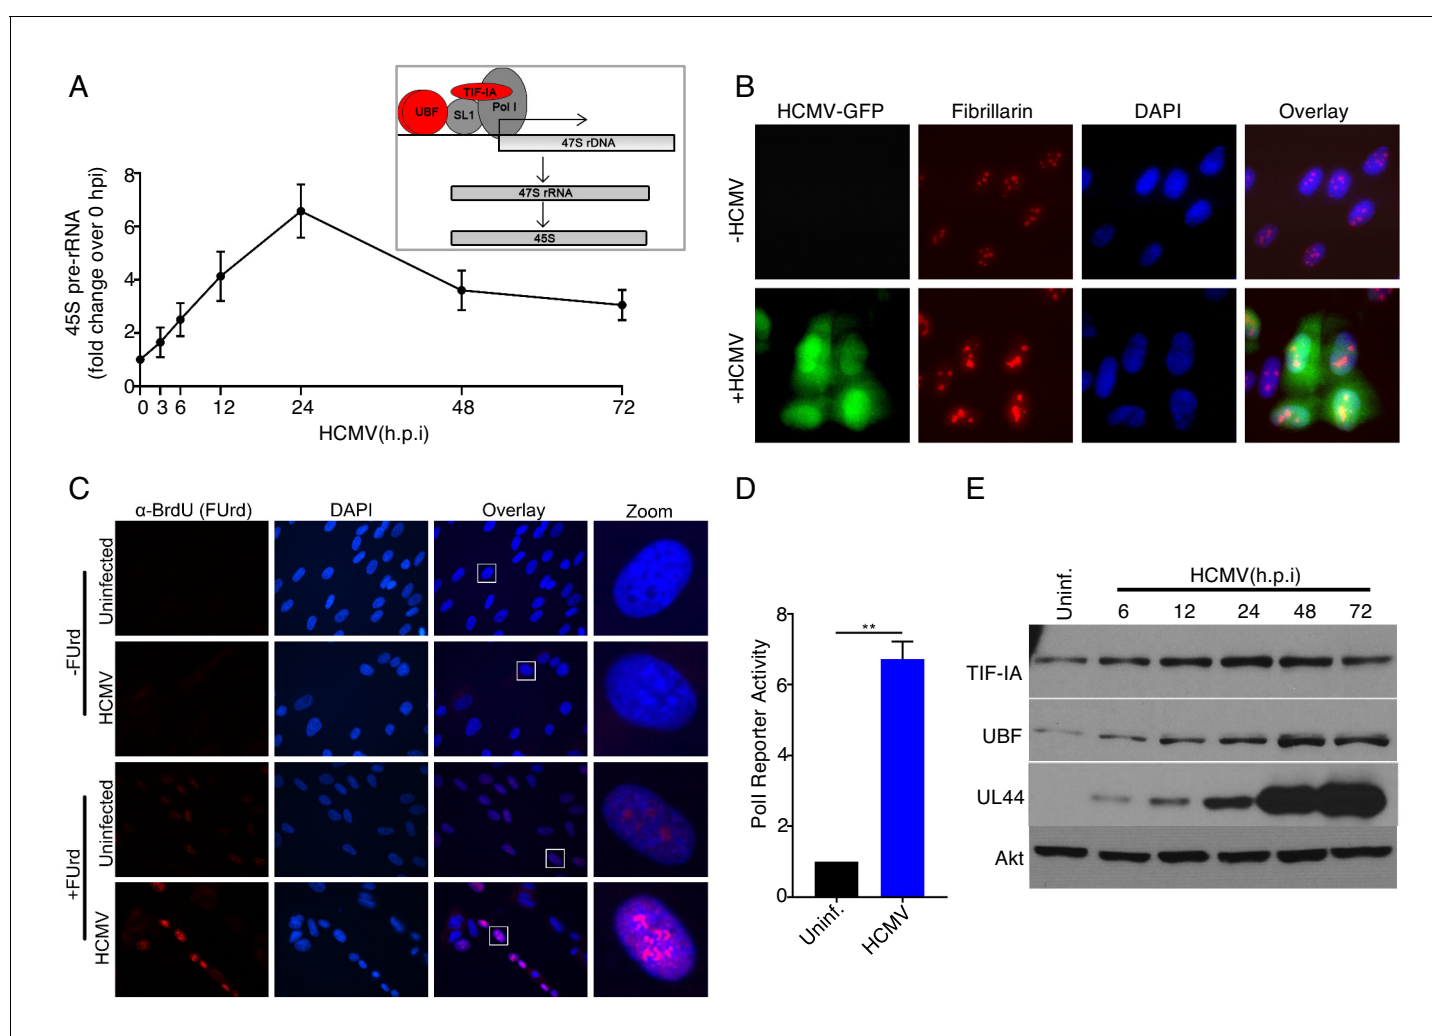 A
UBF
TIF-IA
SL1
Pol I
47S rDNA
47S rRNA
45S
45S pre-rRNA
(fold change over 0 hpi)
8
6
4
2
0
0 3 6 12 24 48 72
HCMV(h.p.i)
B
HCMV-GFP Fibrillarin DAPI Overlay
-HCMV
+HCMV
C
α-BrdU (FUrd) DAPI Overlay Zoom
-FUrd
Uninfected
HCMV
+FUrd
Uninfected
HCMV
D
PolI Reporter Activity
8
6
4
2
0
**
Uninf.
HCMV
E
HCMV(h.p.i)
Uninf. 6 12 24 48 72
TIF-IA
UBF
UL44
Akt